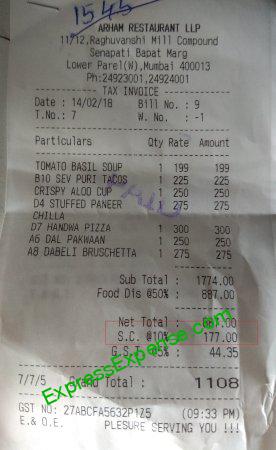 1545
ARHAM RESTAURANT LLP
11/12,Raghuvanshi Mill Compound
Senapati Bapat Marg
Lower Parel(W),Mumbai 400013
Ph:24923001,24924001
TAX INVOICE
Date : 14/02/18 Bill No. : 9
T.No. : 7 W.No. : -1
Particulars Qty Rate Amount
TOMATO BASIL SOUP 1 199 199
B10 SEV PURI TACOS 1 225 225
CRISPY ALOO CUP 1 250 250
D4 STUFFED PANEER 1 275 275
CHILLA
D7 HANDWA PIZZA 1 300 300
A6 DAL PAKWAAN 1 250 250
A8 DABELI BRUSCHETTA 1 275 275
Sub Total : 1774.00
Food Dis @50% : 887.00
Net Total :
S.C. @10% 177.00
G.S.T. @5% : 44.35
7/7/5 Grand Total : 1108
GST NO: 27ABCFA5632P1Z5 (09:33 PM)
E.& O.E. PLESURE SERVING YOU !!!
ExpressExpense.com